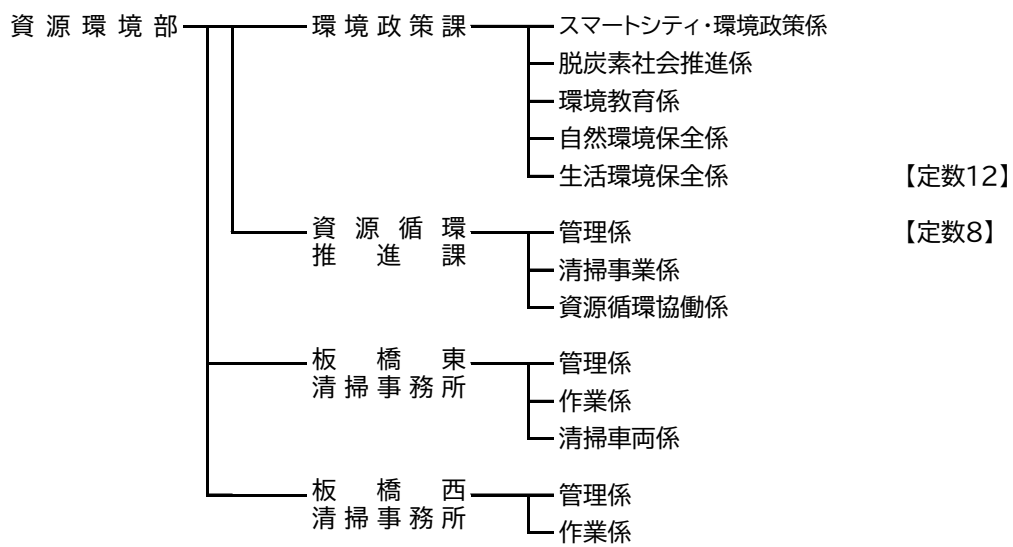 資源環境部 環境政策課 スマートシティ・環境政策係
脱炭素社会推進係
環境教育係
自然環境保全係
生活環境保全係 【定数12】
資源循環 管理係 【定数8】
推進課
清掃事業係
資源循環協働係
板橋東 管理係
清掃事務所
作業係
清掃車両係
板橋西 管理係
清掃事務所
作業係